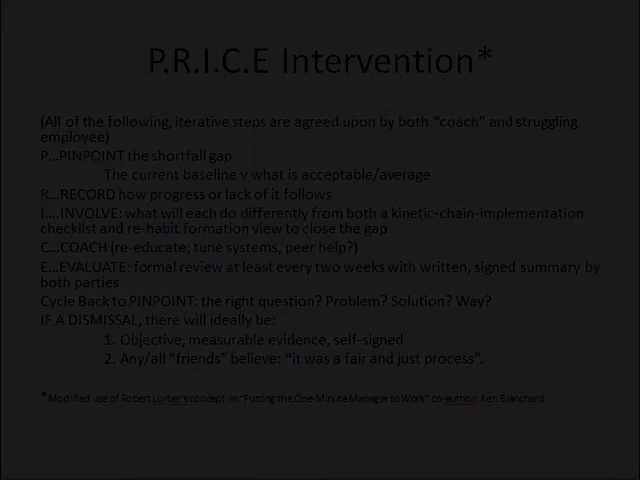 P.R.I.C.E Intervention*
(All of the following, iterative steps are agreed upon by both “coach” and struggling
employee)
P...PINPOINT the shortfall gap
The current baseline v what is acceptable/average
R...RECORD how progress or lack of it follows
I....INVOLVE: what will each do differently from both a kinetic-chain-implementation
checklist and re-habit formation view to close the gap
C...COACH (re-educate; tune systems, peer help?)
E...EVALUATE: formal review at least every two weeks with written, signed summary by
both parties
Cycle Back to PINPOINT: the right question? Problem? Solution? Way?
IF A DISMISSAL, there will ideally be:
1. Objective, measurable evidence, self-signed
2. Any/all “friends” believe: “it was a fair and just process”.
*Modified use of Robert Lorber's concept in “Putting the One-Minute Manager to Work” co-author, Ken Blanchard